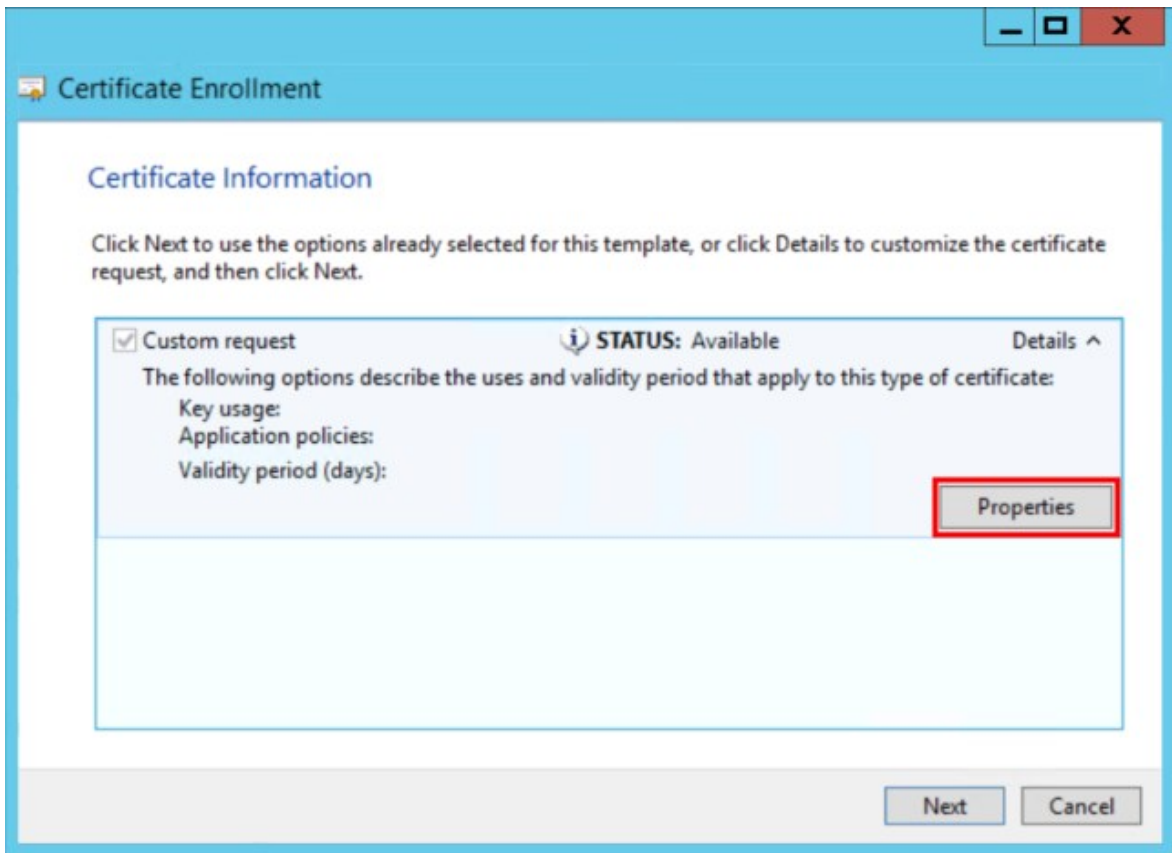 Certificate Enrollment
Certificate Information
Click Next to use the options already selected for this template, or click Details to customize the certificate
request, and then click Next.
Custom request STATUS: Available Details
The following options describe the uses and validity period that apply to this type of certificate:
Key usage:
Application policies:
Validity period (days):
Properties
Next Cancel